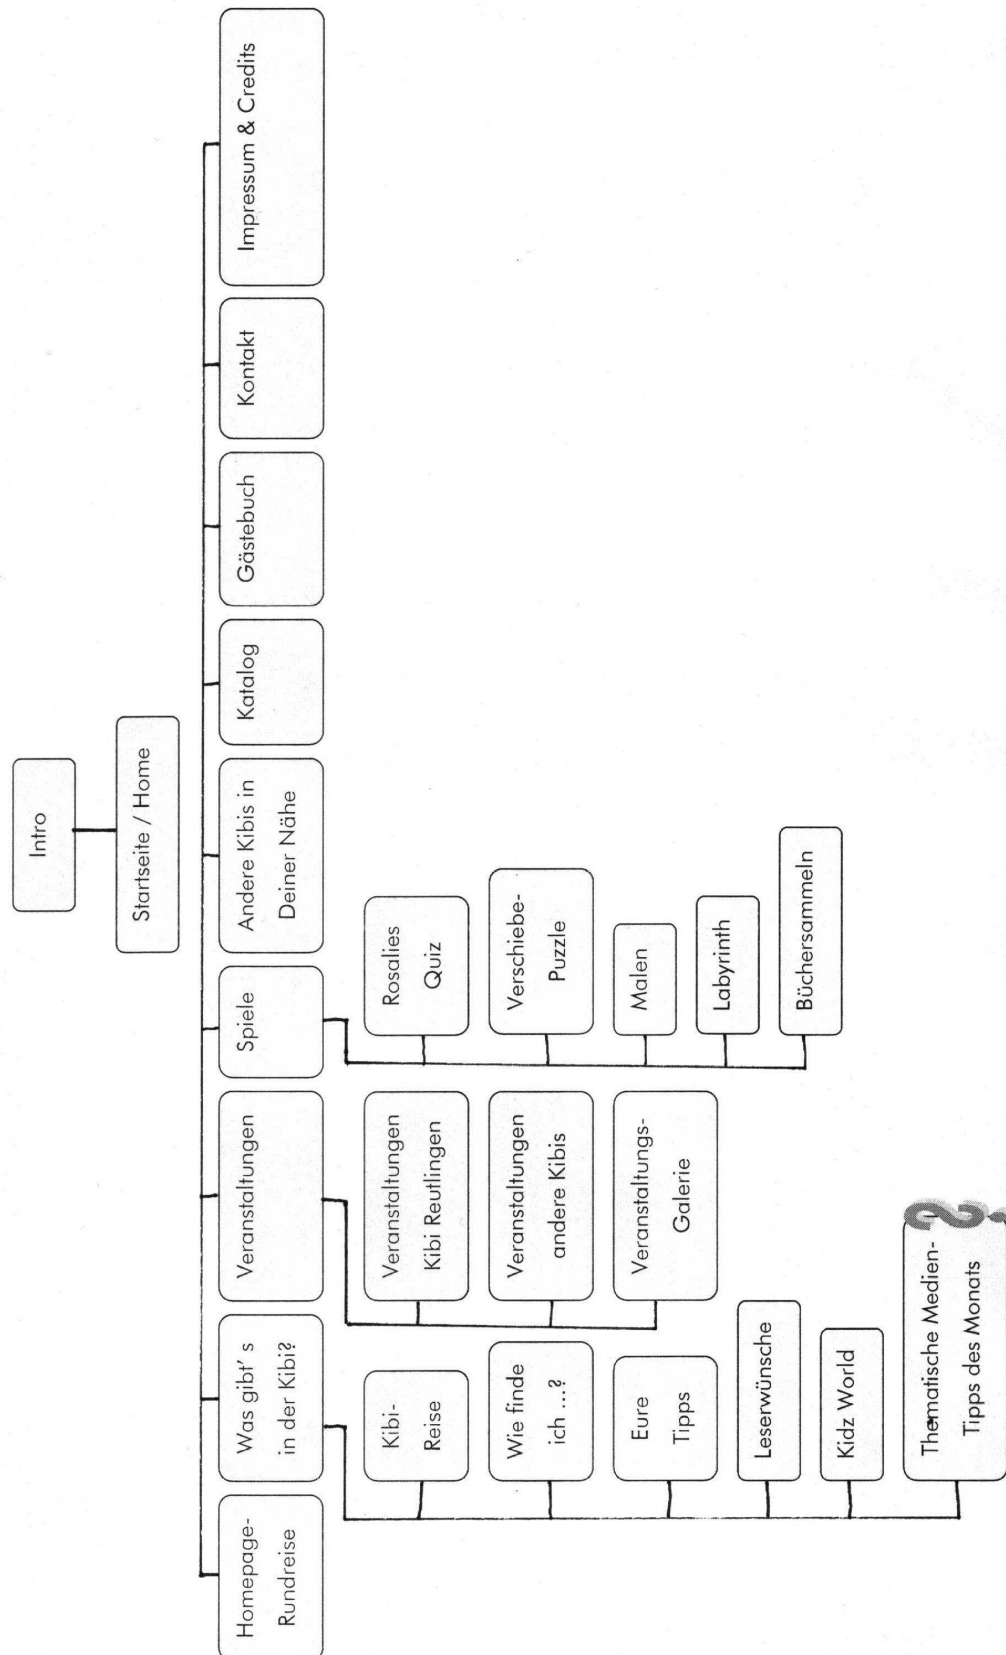 Intro
Startseite / Home
Homepage-
Rundreise
Was gibt' s
in der Kibi?
Veranstaltungen
Spiele
Andere Kibis in
Deiner Nähe
Katalog
Gästebuch
Kontakt
Impressum & Credits
Kibi-
Reise
Wie finde
ich ...?
Eure
Tipps
Leserwünsche
Kidz World
Thematische Medien-
Tipps des Monats
?
Veranstaltungen
Kibi Reutlingen
Veranstaltungen
andere Kibis
Veranstaltungs-
Galerie
Rosalies
Quiz
Verschiebe-
Puzzle
Malen
Labyrinth
Büchersammeln